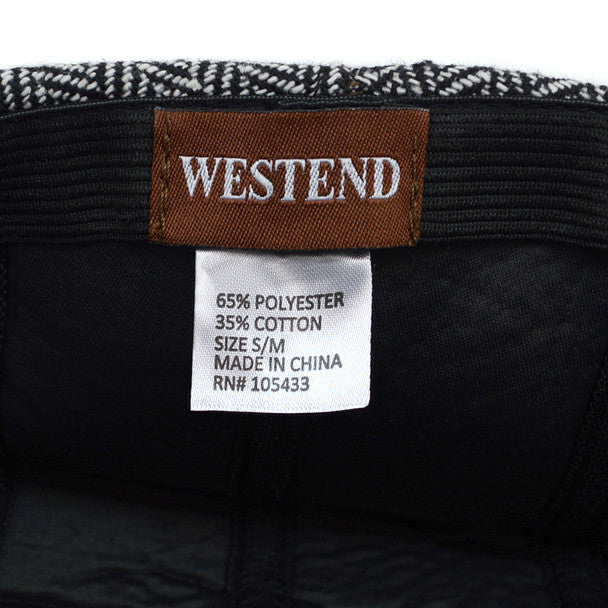 WESTEND
65% POLYESTER
35% COTTON
SIZE S/M
MADE IN CHINA
RN# 105433